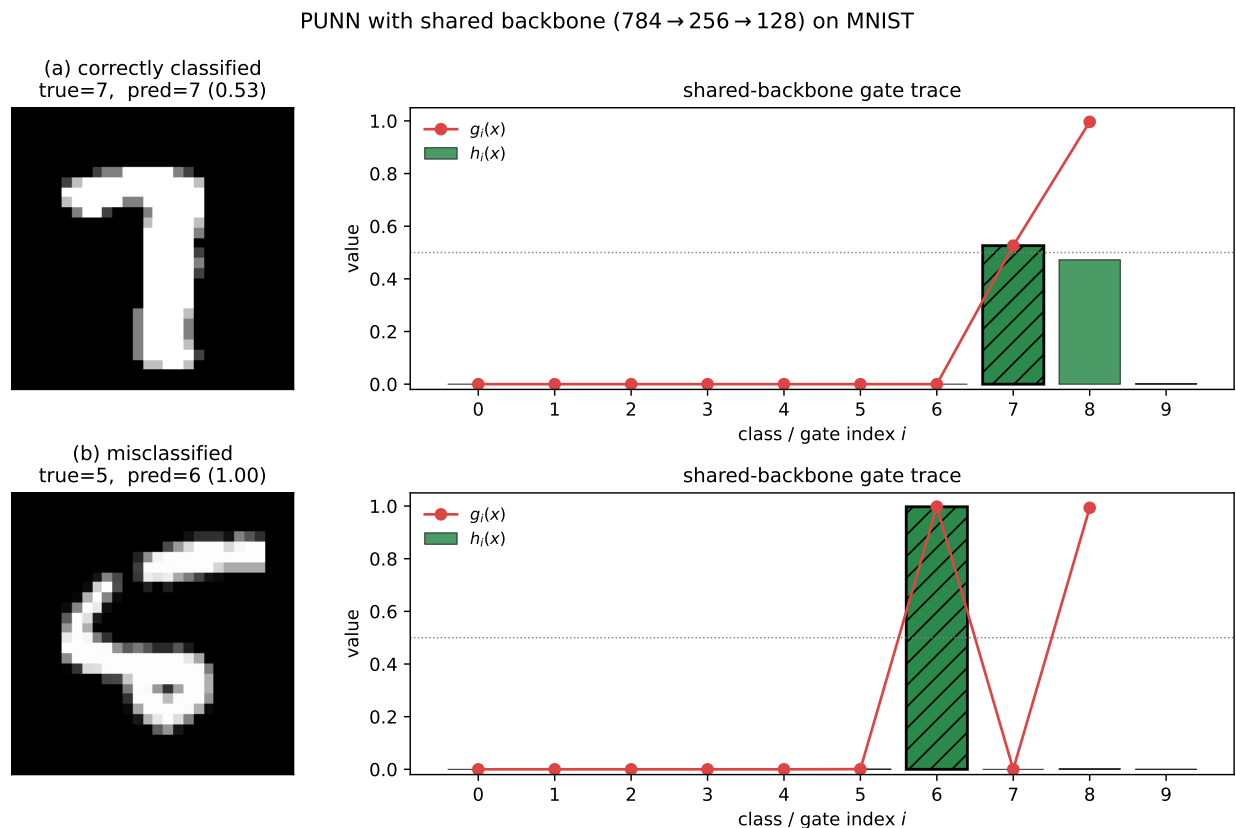 PUNN with shared backbone (784→256→128) on MNIST
(a) correctly classified
true=7,  pred=7 (0.53)
shared-backbone gate trace
1.0
0.8
0.6
0.4
0.2
0.0
value
g_i(x)
h_i(x)
0 1 2 3 4 5 6 7 8 9
class / gate index i
(b) misclassified
true=5,  pred=6 (1.00)
shared-backbone gate trace
1.0
0.8
0.6
0.4
0.2
0.0
value
g_i(x)
h_i(x)
0 1 2 3 4 5 6 7 8 9
class / gate index i